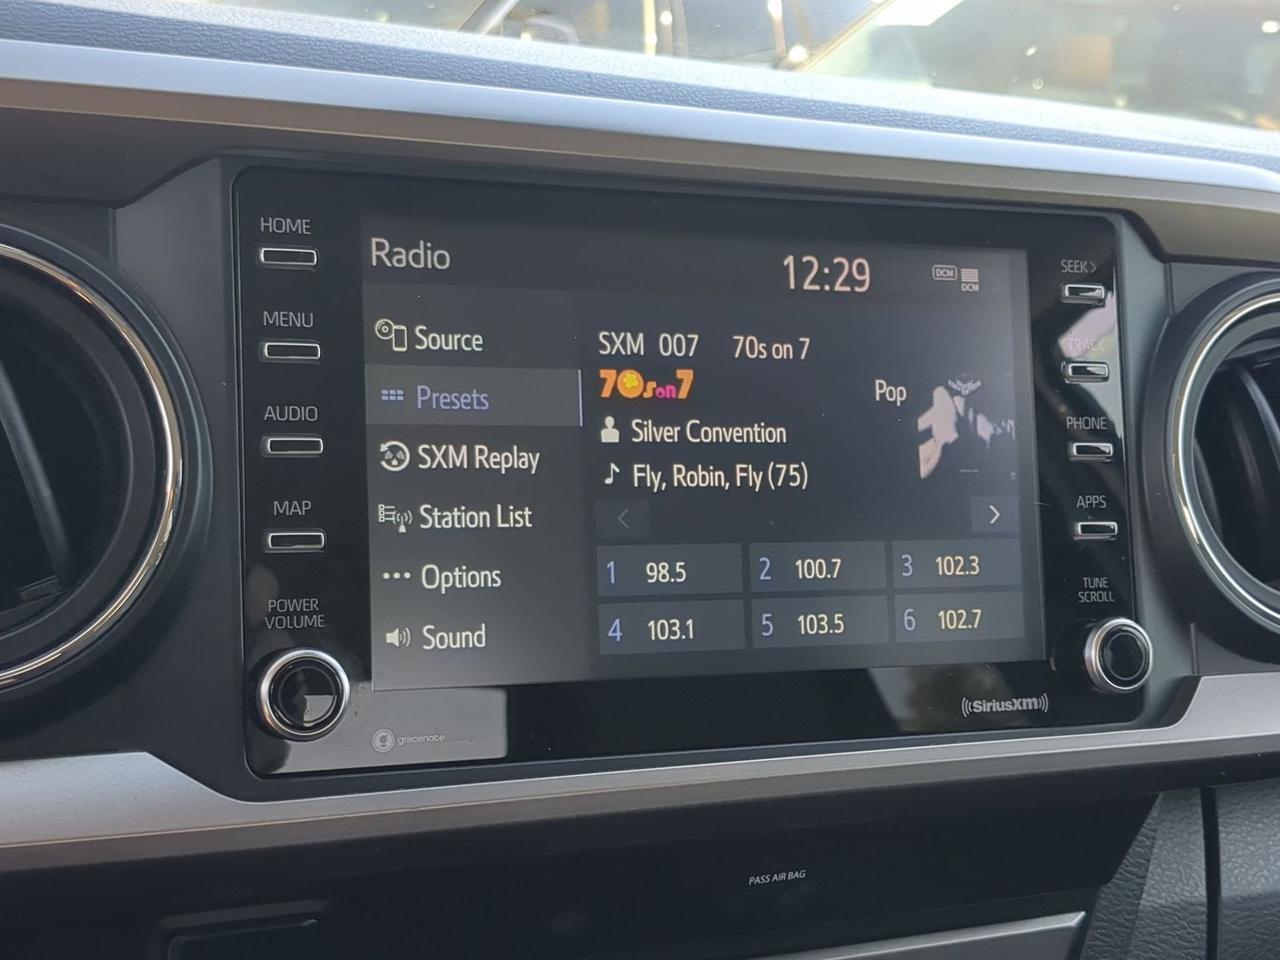 HOME
MENU
AUDIO
MAP
POWER
VOLUME
Radio
12:29
DCM
DCM
Source
Presets
SXM Replay
Station List
Options
Sound
SXM 007 70s on 7
70s on 7
Pop
Silver Convention
Fly, Robin, Fly (75)
< >
1 98.5
2 100.7
3 102.3
4 103.1
5 103.5
6 102.7
SEEK >
< TRACK
PHONE
APPS
TUNE
SCROLL
gracenote
((SiriusXM))
PASS AIR BAG